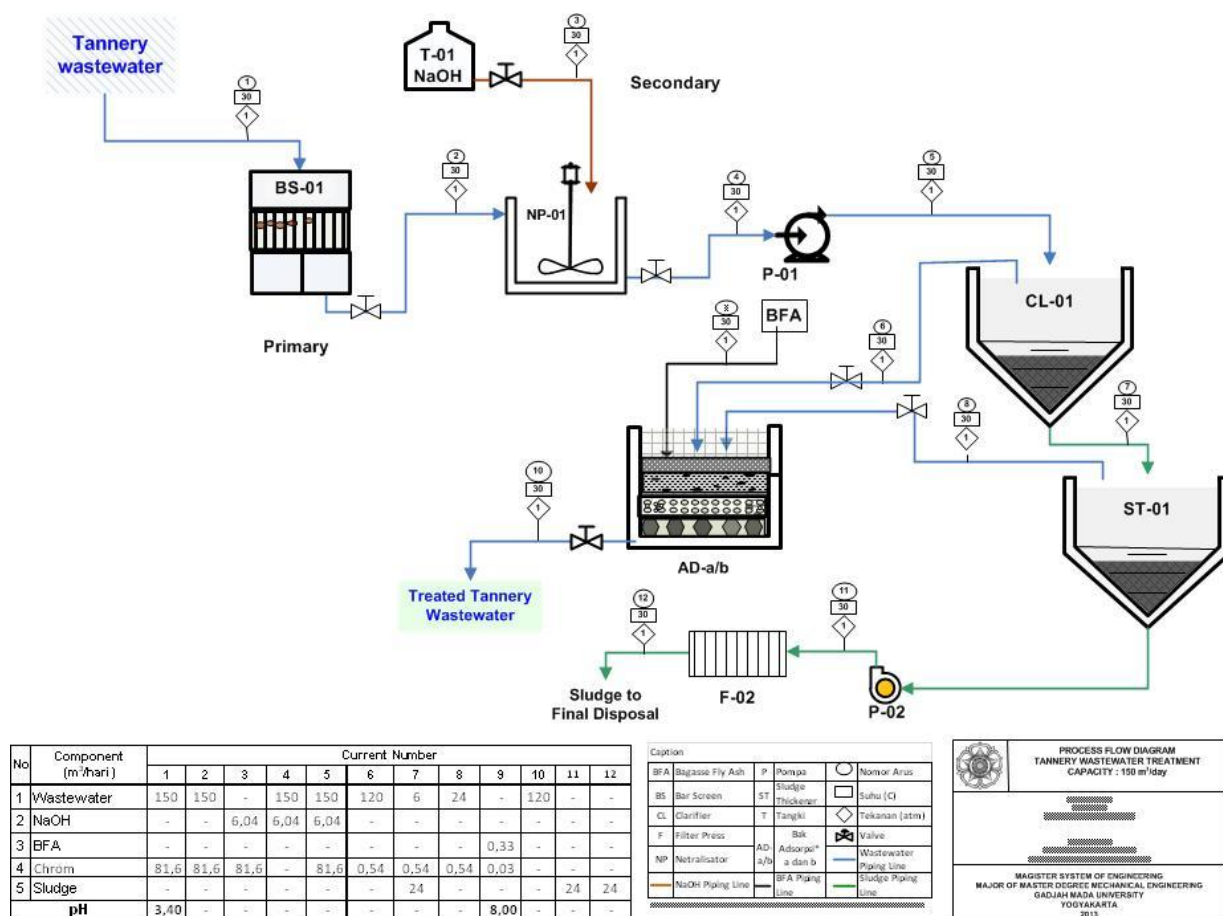 Tannery
wastewater
1
30
1
BS-01
Primary
2
30
1
T-01
NaOH
3
30
1
Secondary
NP-01
4
30
1
P-01
5
30
1
CL-01
BFA
30
1
6
30
1
7
30
1
8
30
1
ST-01
AD-a/b
10
30
1
Treated Tannery
Wastewater
12
30
1
11
30
1
Sludge to
Final Disposal
F-02
P-02
No Component (m³/hari) Current Number
1 2 3 4 5 6 7 8 9 10 11 12
1 Wastewater 150 150 - 150 150 120 6 24 - 120 - -
2 NaOH - - 6,04 6,04 6,04 - - - - - - -
3 BFA - - - - - - - - 0,33 - - -
4 Chrom 81,6 81,6 81,6 - 81,6 0,54 0,54 0,54 0,03 - - -
5 Sludge - - - - - - 24 - - - 24 24
pH 3,40 - - - - - - - 8,00 - - -
Caption
BFA Bagasse Fly Ash P Pompa Nomor Arus
BS Bar Screen ST Sludge Thickener Suhu (C)
CL Clarifier T Tangki Tekanan (atm)
F Filter Press AD-a/b Bak Adsorpsi* a dan b Valve
NP Netralisator Wastewater Piping Line
NaOH Piping Line BFA Piping Line Sludge Piping Line
PROCESS FLOW DIAGRAM
TANNERY WASTEWATER TREATMENT
CAPACITY : 150 m³/day
MAGISTER SYSTEM OF ENGINEERING
MAJOR OF MASTER DEGREE MECHANICAL ENGINEERING
GADJAH MADA UNIVERSITY
YOGYAKARTA
2013